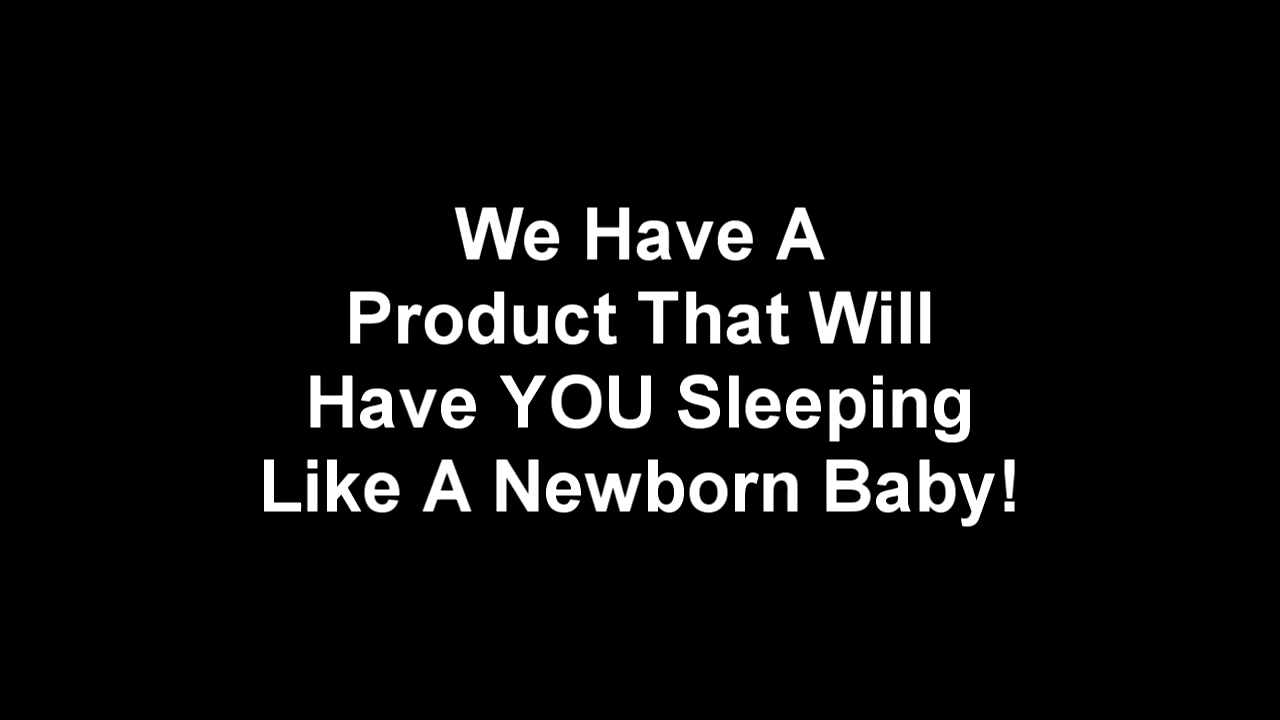 We Have A
Product That Will
Have YOU Sleeping
Like A Newborn Baby!